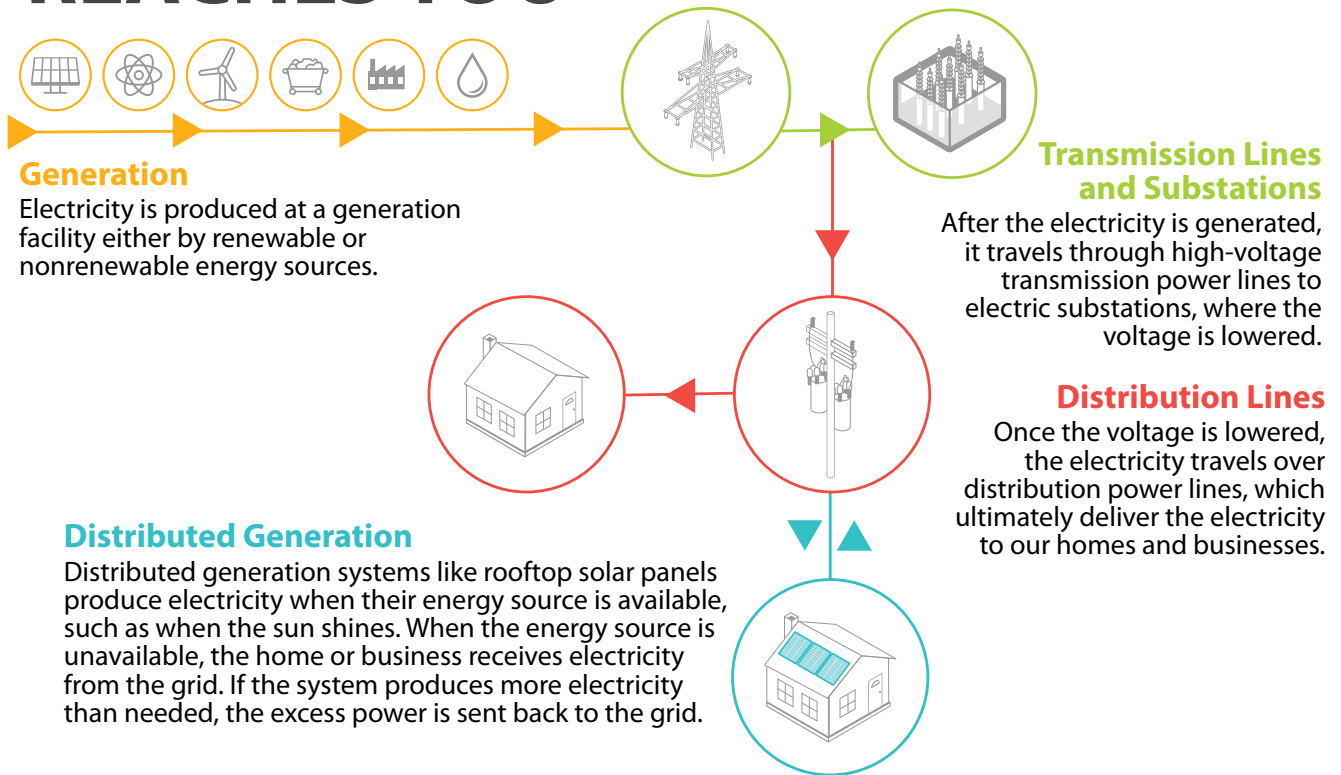 REACHES YOU
Generation
Electricity is produced at a generation
facility either by renewable or
nonrenewable energy sources.
Transmission Lines
and Substations
After the electricity is generated,
it travels through high-voltage
transmission power lines to
electric substations, where the
voltage is lowered.
Distribution Lines
Once the voltage is lowered,
the electricity travels over
distribution power lines, which
ultimately deliver the electricity
to our homes and businesses.
Distributed Generation
Distributed generation systems like rooftop solar panels
produce electricity when their energy source is available,
such as when the sun shines. When the energy source is
unavailable, the home or business receives electricity
from the grid. If the system produces more electricity
than needed, the excess power is sent back to the grid.